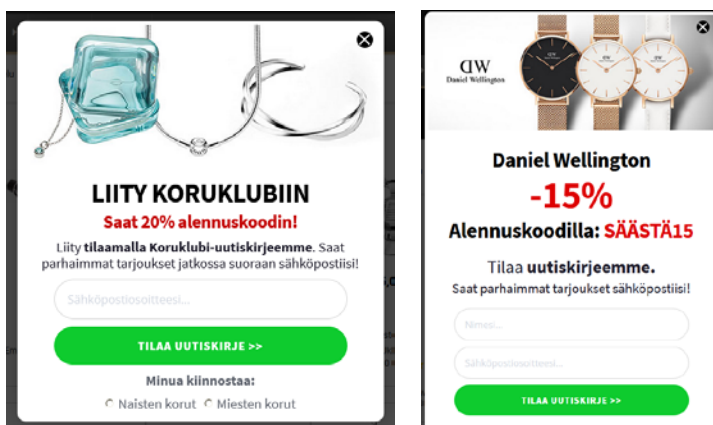 LIITY KORUKLUBIIN
Saat 20% alennuskoodin!
Liity tilaamalla Koruklubi-uutiskirjeemme. Saat
parhaimmat tarjoukset jatkossa suoraan sähköpostiisi!
Sähköpostiosoitteesi...
TILAA UUTISKIRJE >>
Minua kiinnostaa:
Naisten korut Miesten korut
DW
Daniel Wellington
Daniel Wellington
-15%
Alennuskoodilla: SÄÄSTÄ15
Tilaa uutiskirjeemme.
Saat parhaimmat tarjoukset sähköpostiisi!
Nimesi...
Sähköpostiosoitteesi...
TILAA UUTISKIRJE >>